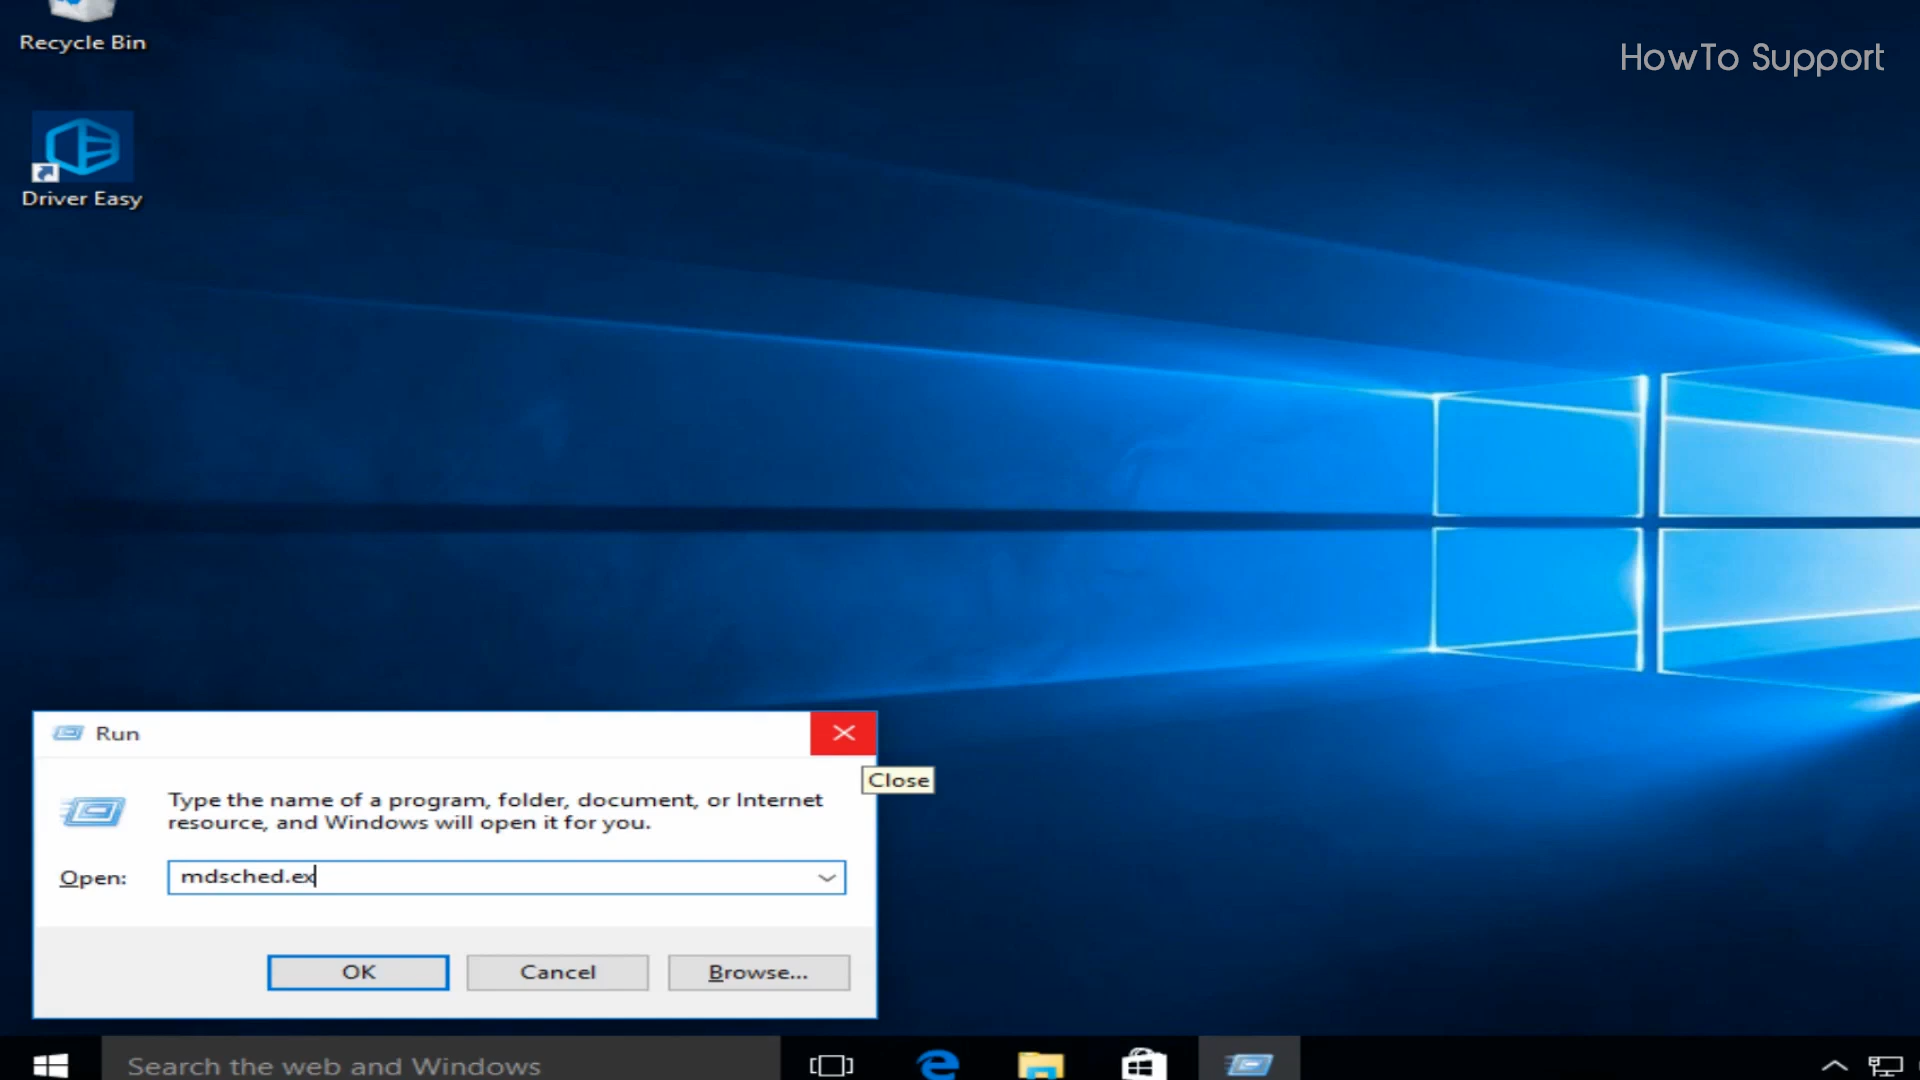 Recycle Bin
HowTo Support
Driver Easy
Run
Close
Type the name of a program, folder, document, or Internet
resource, and Windows will open it for you.
Open:
mdsched.ex
OK
Cancel
Browse...
Search the web and Windows